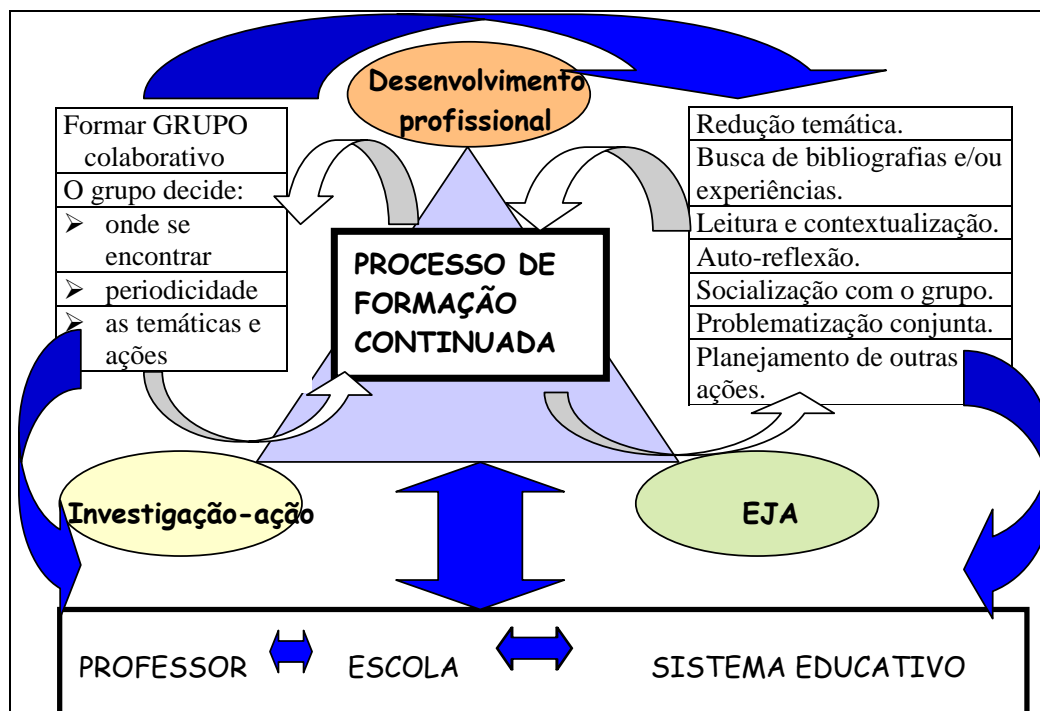 Desenvolvimento
profissional
Formar GRUPO
colaborativo
O grupo decide:
➢ onde se
encontrar
➢ periodicidade
➢ as temáticas e
ações
PROCESSO DE
FORMAÇÃO
CONTINUADA
Redução temática.
Busca de bibliografias e/ou
experiências.
Leitura e contextualização.
Auto-reflexão.
Socialização com o grupo.
Problematização conjunta.
Planejamento de outras
ações.
Investigação-ação
EJA
PROFESSOR ESCOLA SISTEMA EDUCATIVO